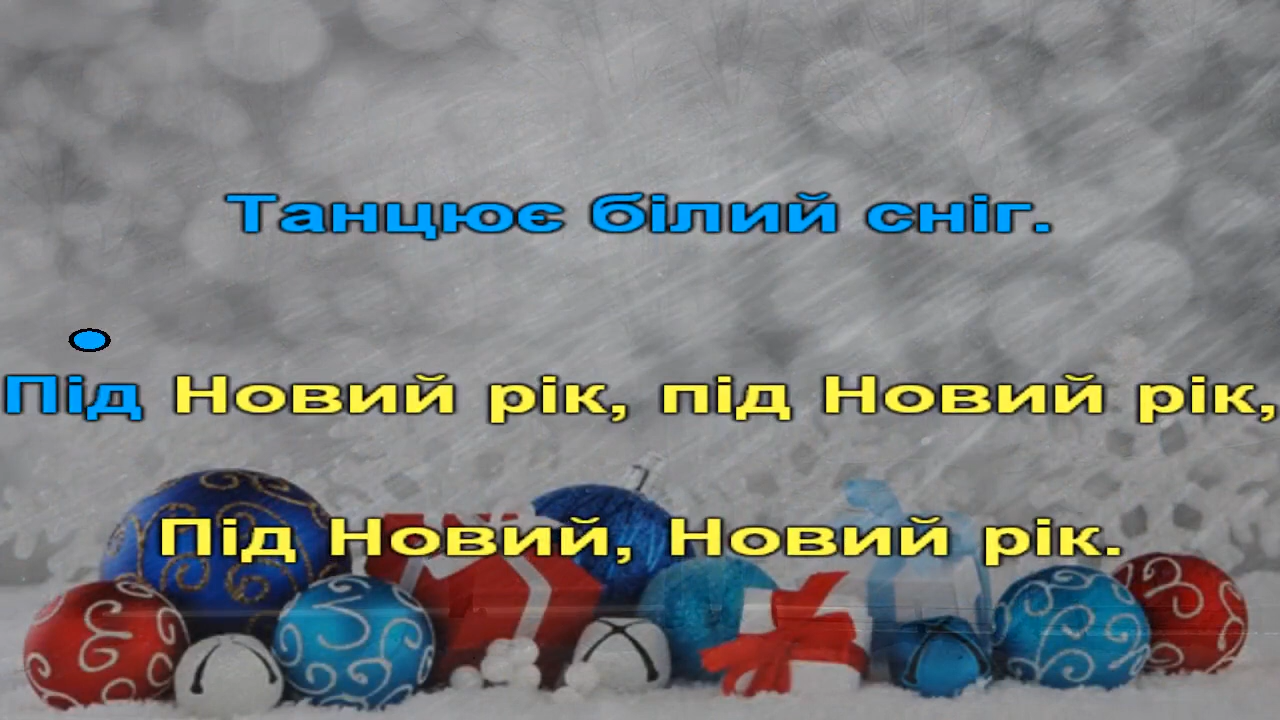 Танцює білий сніг.
Під Новий рік, під Новий рік,
Під Новий, Новий рік.